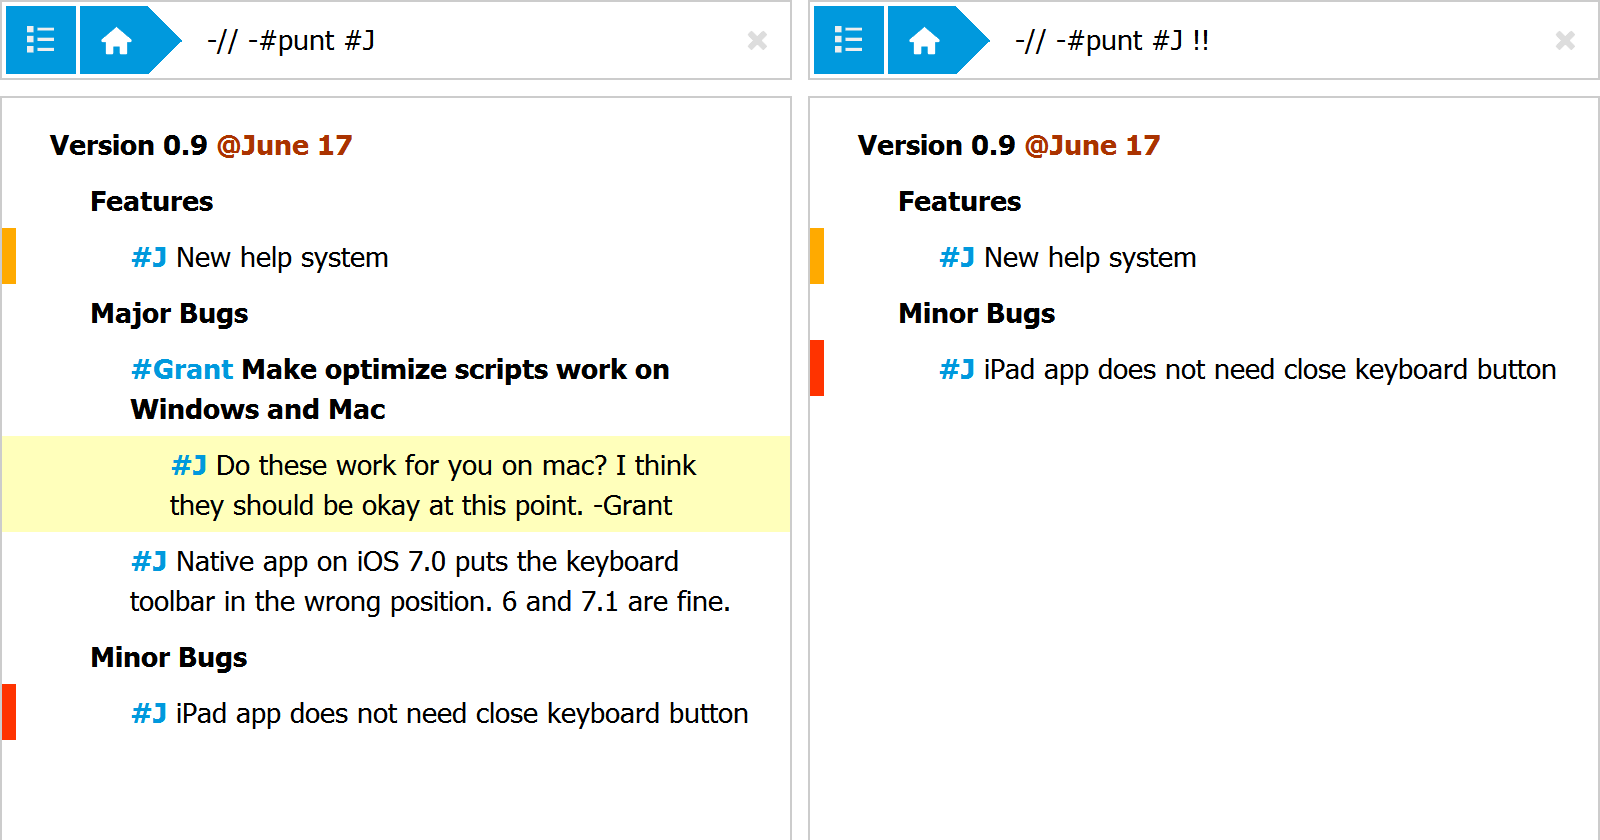 -// -#punt #J
Version 0.9 @June 17
Features
#J New help system
Major Bugs
#Grant Make optimize scripts work on
Windows and Mac
#J Do these work for you on mac? I think
they should be okay at this point. -Grant
#J Native app on iOS 7.0 puts the keyboard
toolbar in the wrong position. 6 and 7.1 are fine.
Minor Bugs
#J iPad app does not need close keyboard button
-// -#punt #J !!
Version 0.9 @June 17
Features
#J New help system
Minor Bugs
#J iPad app does not need close keyboard button